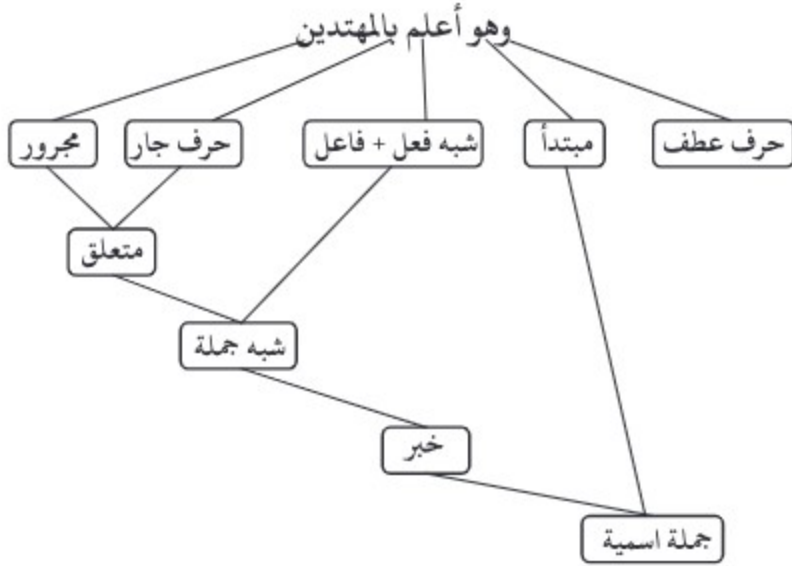 وهو أعلم بالمهتدين
حرف عطف
مبتدأ
شبه فعل + فاعل
حرف جار
مجرور
متعلق
شبه جملة
خبر
جملة اسمية